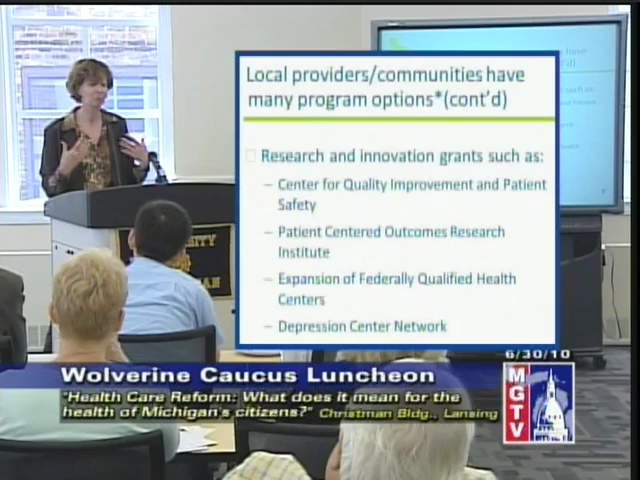 Local providers/communities have
many program options*(cont'd)
Research and innovation grants such as:
– Center for Quality Improvement and Patient
Safety
– Patient Centered Outcomes Research
Institute
– Expansion of Federally Qualified Health
Centers
– Depression Center Network
6/30/10
Wolverine Caucus Luncheon
"Health Care Reform: What does it mean for the
health of Michigan's citizens?" Christman Bldg., Lansing
MGTV